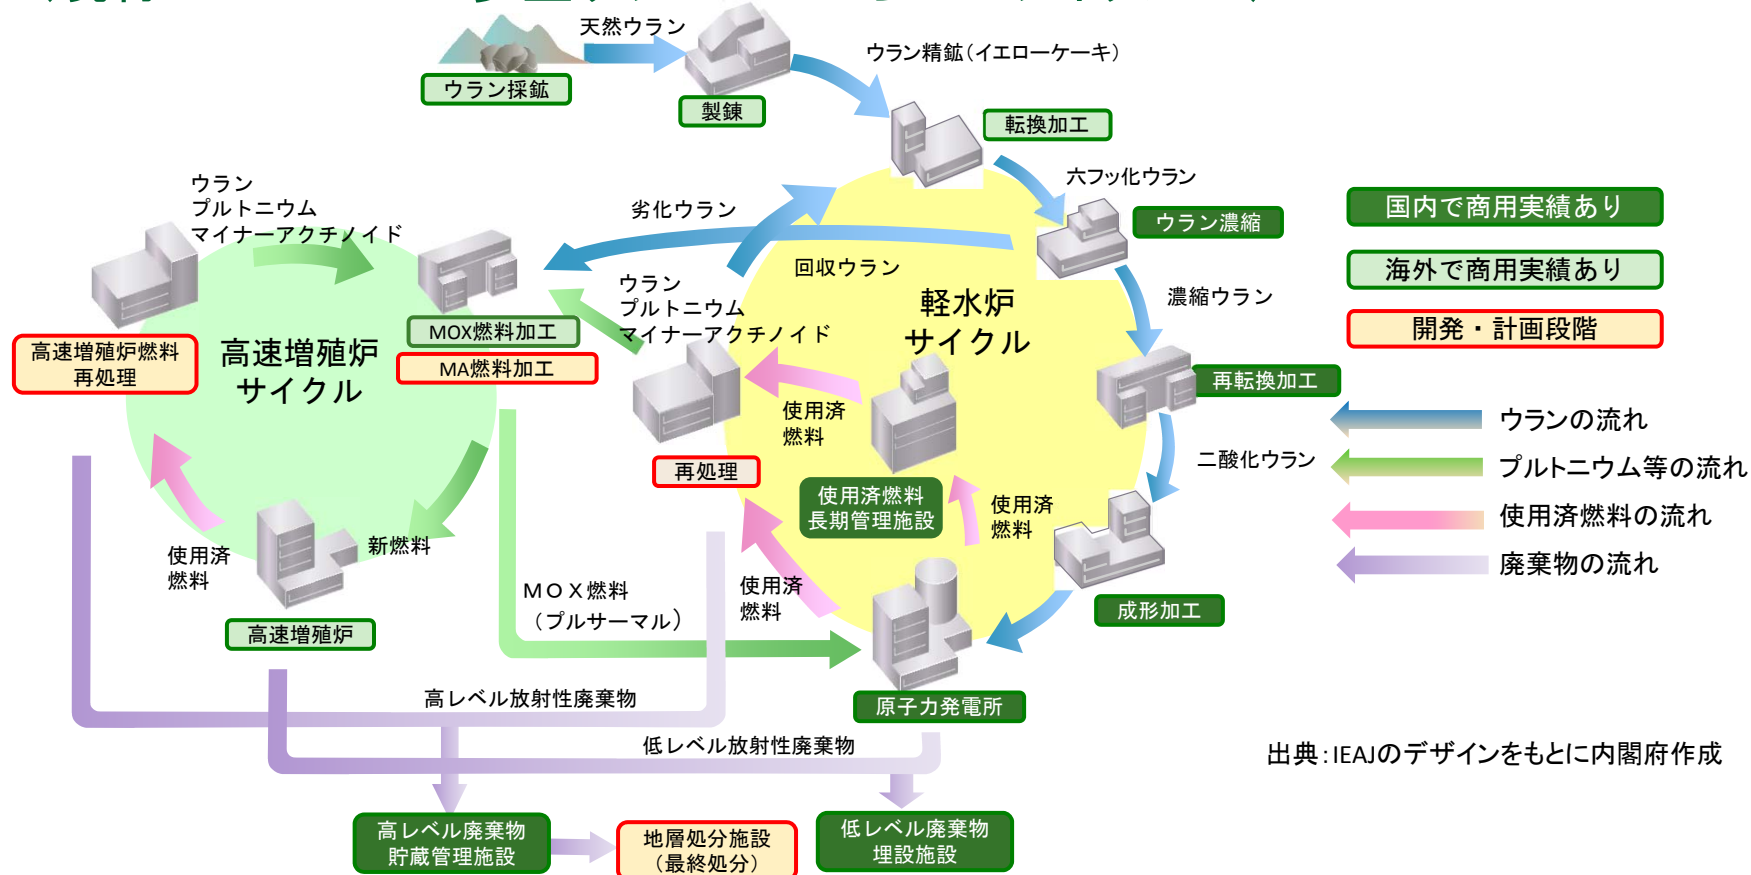 天然ウラン
ウラン精鉱(イエローケーキ)
ウラン採鉱
製錬
転換加工
六フッ化ウラン
ウラン
プルトニウム
マイナーアクチノイド
劣化ウラン
ウラン濃縮
国内で商用実績あり
回収ウラン
海外で商用実績あり
ウラン
プルトニウム
マイナーアクチノイド
軽水炉
サイクル
濃縮ウラン
開発・計画段階
MOX燃料加工
MA燃料加工
高速増殖炉燃料
再処理
高速増殖炉
サイクル
再転換加工
使用済
燃料
ウランの流れ
二酸化ウラン
プルトニウム等の流れ
再処理
使用済燃料
長期管理施設
使用済
燃料
使用済燃料の流れ
新燃料
使用済
燃料
廃棄物の流れ
MOX燃料
(プルサーマル)
使用済
燃料
成形加工
高速増殖炉
高レベル放射性廃棄物
原子力発電所
低レベル放射性廃棄物
出典:IEAJのデザインをもとに内閣府作成
高レベル廃棄物
貯蔵管理施設
地層処分施設
(最終処分)
低レベル廃棄物
埋設施設